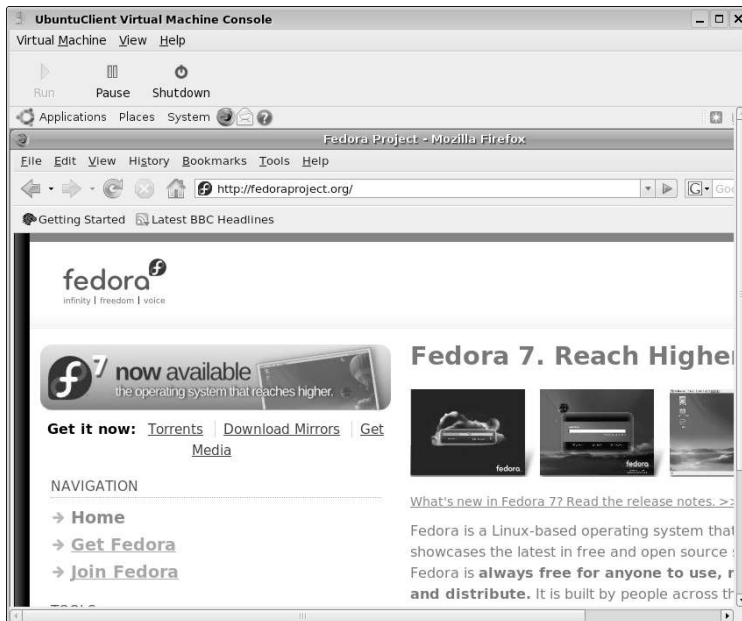 UbuntuClient Virtual Machine Console
Virtual Machine View Help
Run Pause Shutdown
Applications Places System
Fedora Project - Mozilla Firefox
File Edit View History Bookmarks Tools Help
http://fedoraproject.org/
G
Getting Started Latest BBC Headlines
fedora
infinity | freedom | voice
7 now available
the operating system that reaches higher.
Get it now: Torrents Download Mirrors Get
Media
NAVIGATION
Home
Get Fedora
Join Fedora
Fedora 7. Reach Higher
fedora
fedora
What's new in Fedora 7? Read the release notes. >>
Fedora is a Linux-based operating system that
showcases the latest in free and open source
Fedora is always free for anyone to use,
and distribute. It is built by people across